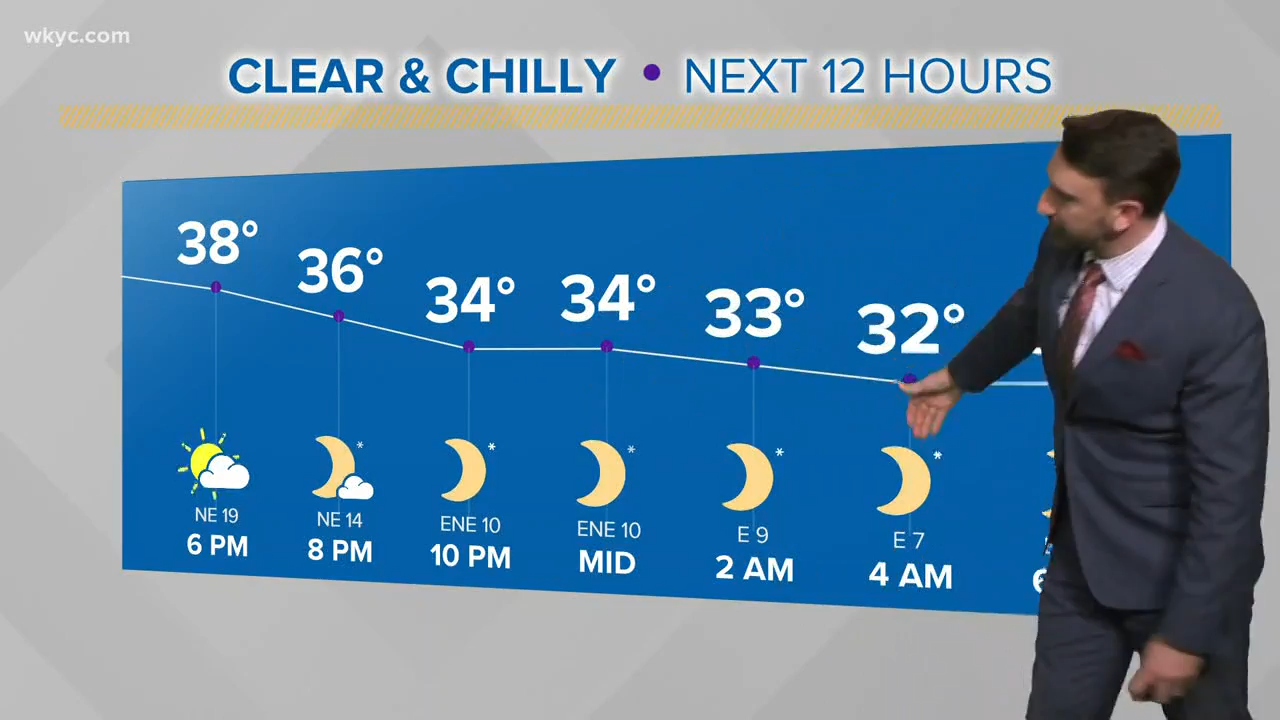 wkyc.com
CLEAR & CHILLY • NEXT 12 HOURS
38° 36° 34° 34° 33° 32°
NE 19 NE 14 ENE 10 ENE 10 E 9 E 7
6 PM 8 PM 10 PM MID 2 AM 4 AM